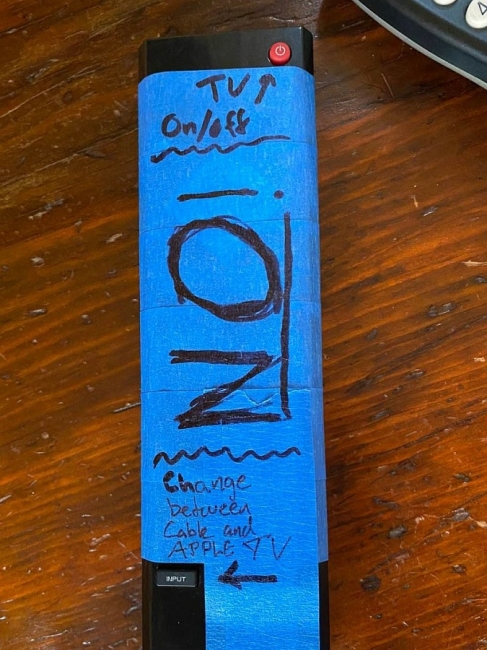 TV ↑
On/off
NO!
Change
between
Cable and
APPLE TV
INPUT ←